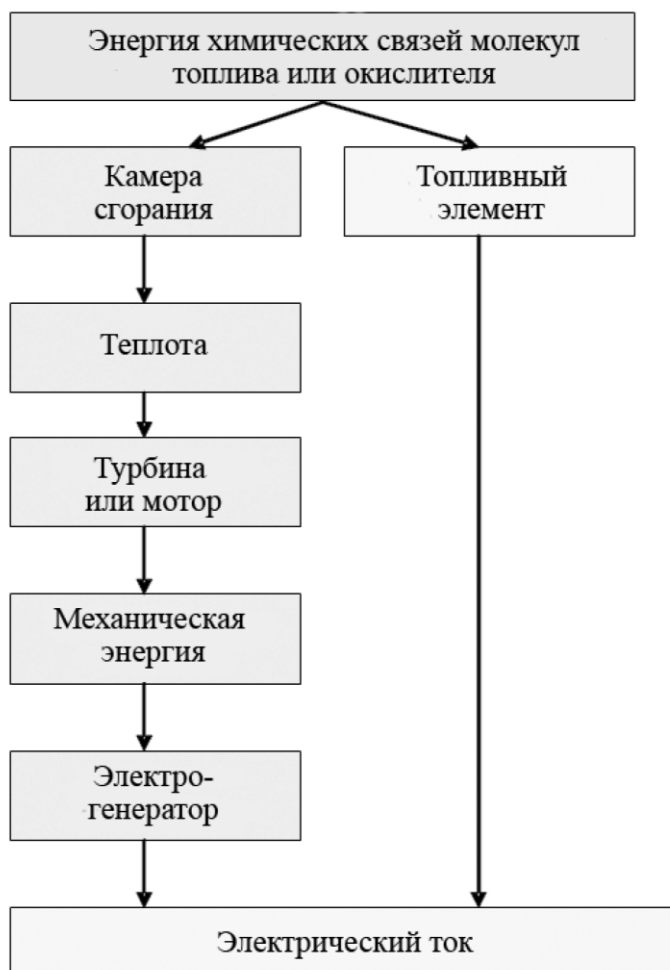 Энергия химических связей молекул
топлива или окислителя
Камера
сгорания
Топливный
элемент
Теплота
Турбина
или мотор
Механическая
энергия
Электро-
генератор
Электрический ток